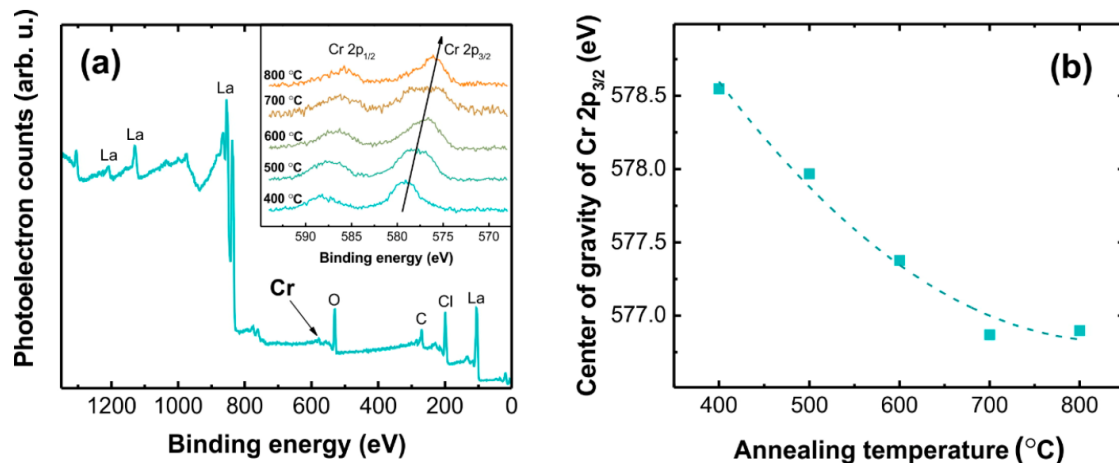 (a)
Photoelectron counts (arb. u.)
La
La
La
Cr
O
C
Cl
La
1200 1000 800 600 400 200 0
Binding energy (eV)
Cr 2p1/2 Cr 2p3/2
800 °C
700 °C
600 °C
500 °C
400 °C
590 585 580 575 570
Binding energy (eV)
(b)
Center of gravity of Cr 2p3/2 (eV)
578.5
578.0
577.5
577.0
400 500 600 700 800
Annealing temperature (°C)